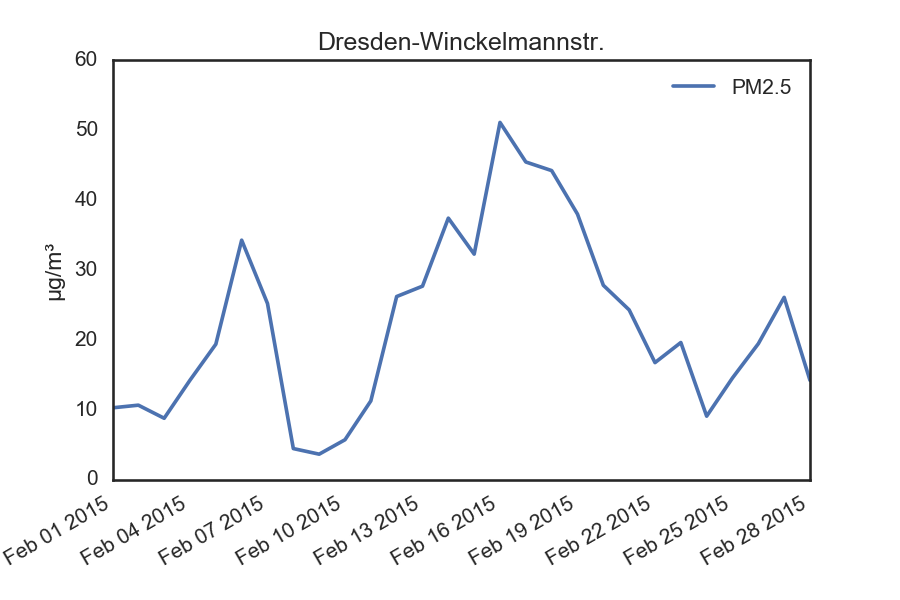 Dresden-Winckelmannstr.
60
50
40
30
20
10
0
µg/m³
PM2.5
Feb 01 2015
Feb 04 2015
Feb 07 2015
Feb 10 2015
Feb 13 2015
Feb 16 2015
Feb 19 2015
Feb 22 2015
Feb 25 2015
Feb 28 2015